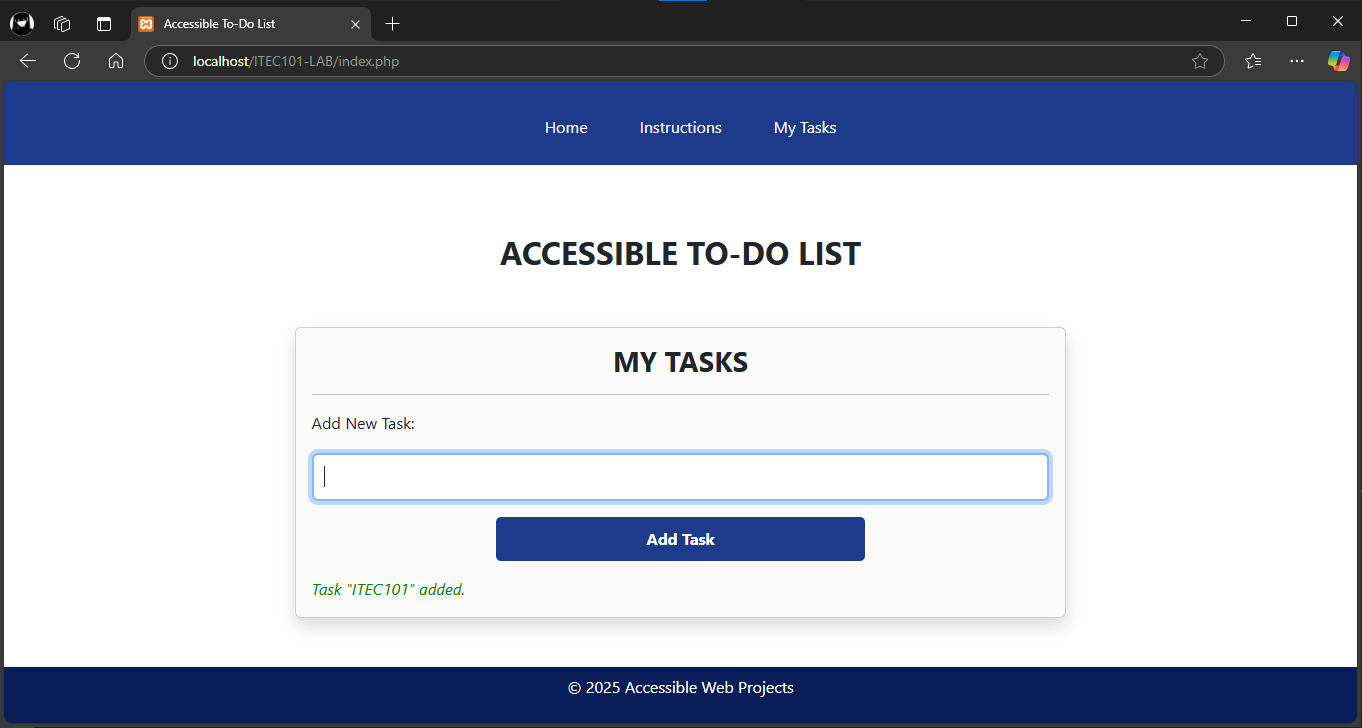 Accessible To-Do List
localhost/ITEC101-LAB/index.php
Home Instructions My Tasks
ACCESSIBLE TO-DO LIST
MY TASKS
Add New Task:
Add Task
Task "ITEC101" added.
© 2025 Accessible Web Projects